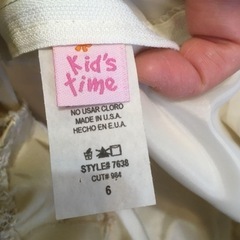 Kid's
time
NO USAR CLORO
MADE IN U.S.A.
HECHO EN E.U.A.
STYLE# 7638
CUT# 984
6